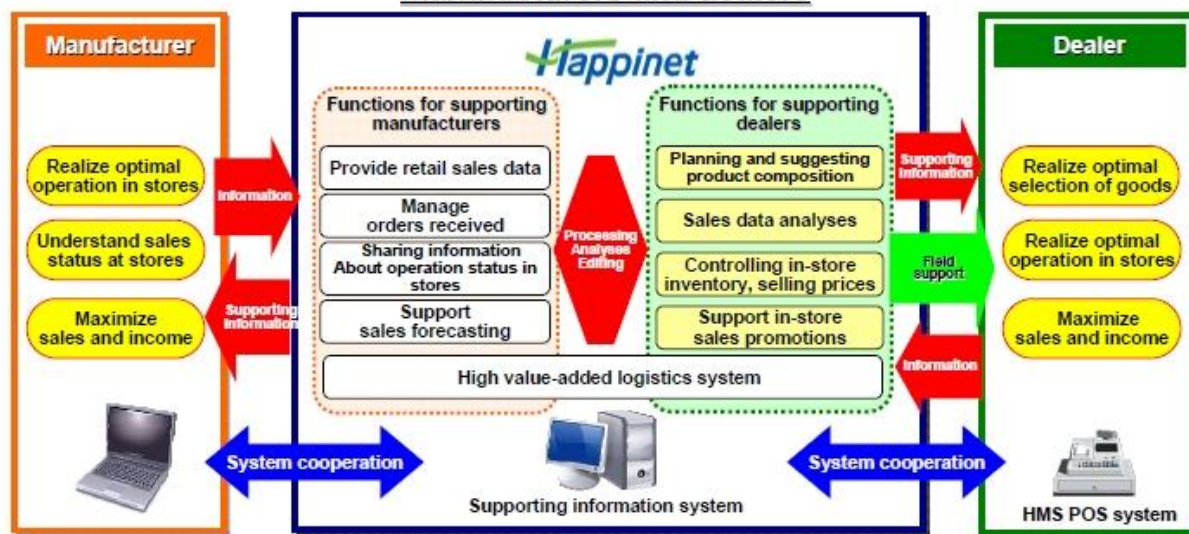 Manufacturer
Realize optimal
operation in stores
Understand sales
status at stores
Maximize
sales and income
Information
Supporting
Information
Happinet
Functions for supporting
manufacturers
Provide retail sales data
Manage
orders received
Sharing information
About operation status in
stores
Support
sales forecasting
Processing
Analyses
Editing
Functions for supporting
dealers
Planning and suggesting
product composition
Sales data analyses
Controlling in-store
inventory, selling prices
Support in-store
sales promotions
High value-added logistics system
Supporting
Information
Field
support
Information
Dealer
Realize optimal
selection of goods
Realize optimal
operation in stores
Maximize
sales and income
System cooperation
Supporting information system
System cooperation
HMS POS system